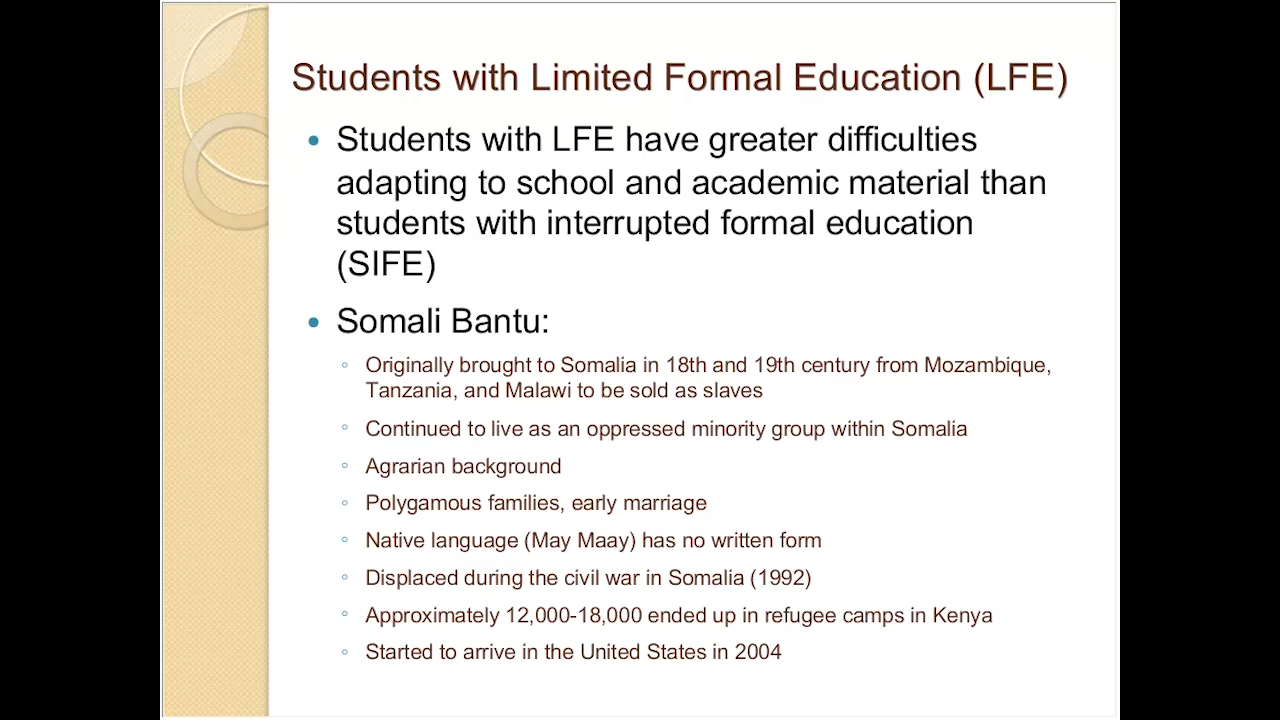 Students with Limited Formal Education (LFE)
• Students with LFE have greater difficulties
adapting to school and academic material than
students with interrupted formal education
(SIFE)
• Somali Bantu:
◦ Originally brought to Somalia in 18th and 19th century from Mozambique,
Tanzania, and Malawi to be sold as slaves
◦ Continued to live as an oppressed minority group within Somalia
◦ Agrarian background
◦ Polygamous families, early marriage
◦ Native language (May Maay) has no written form
◦ Displaced during the civil war in Somalia (1992)
◦ Approximately 12,000-18,000 ended up in refugee camps in Kenya
◦ Started to arrive in the United States in 2004